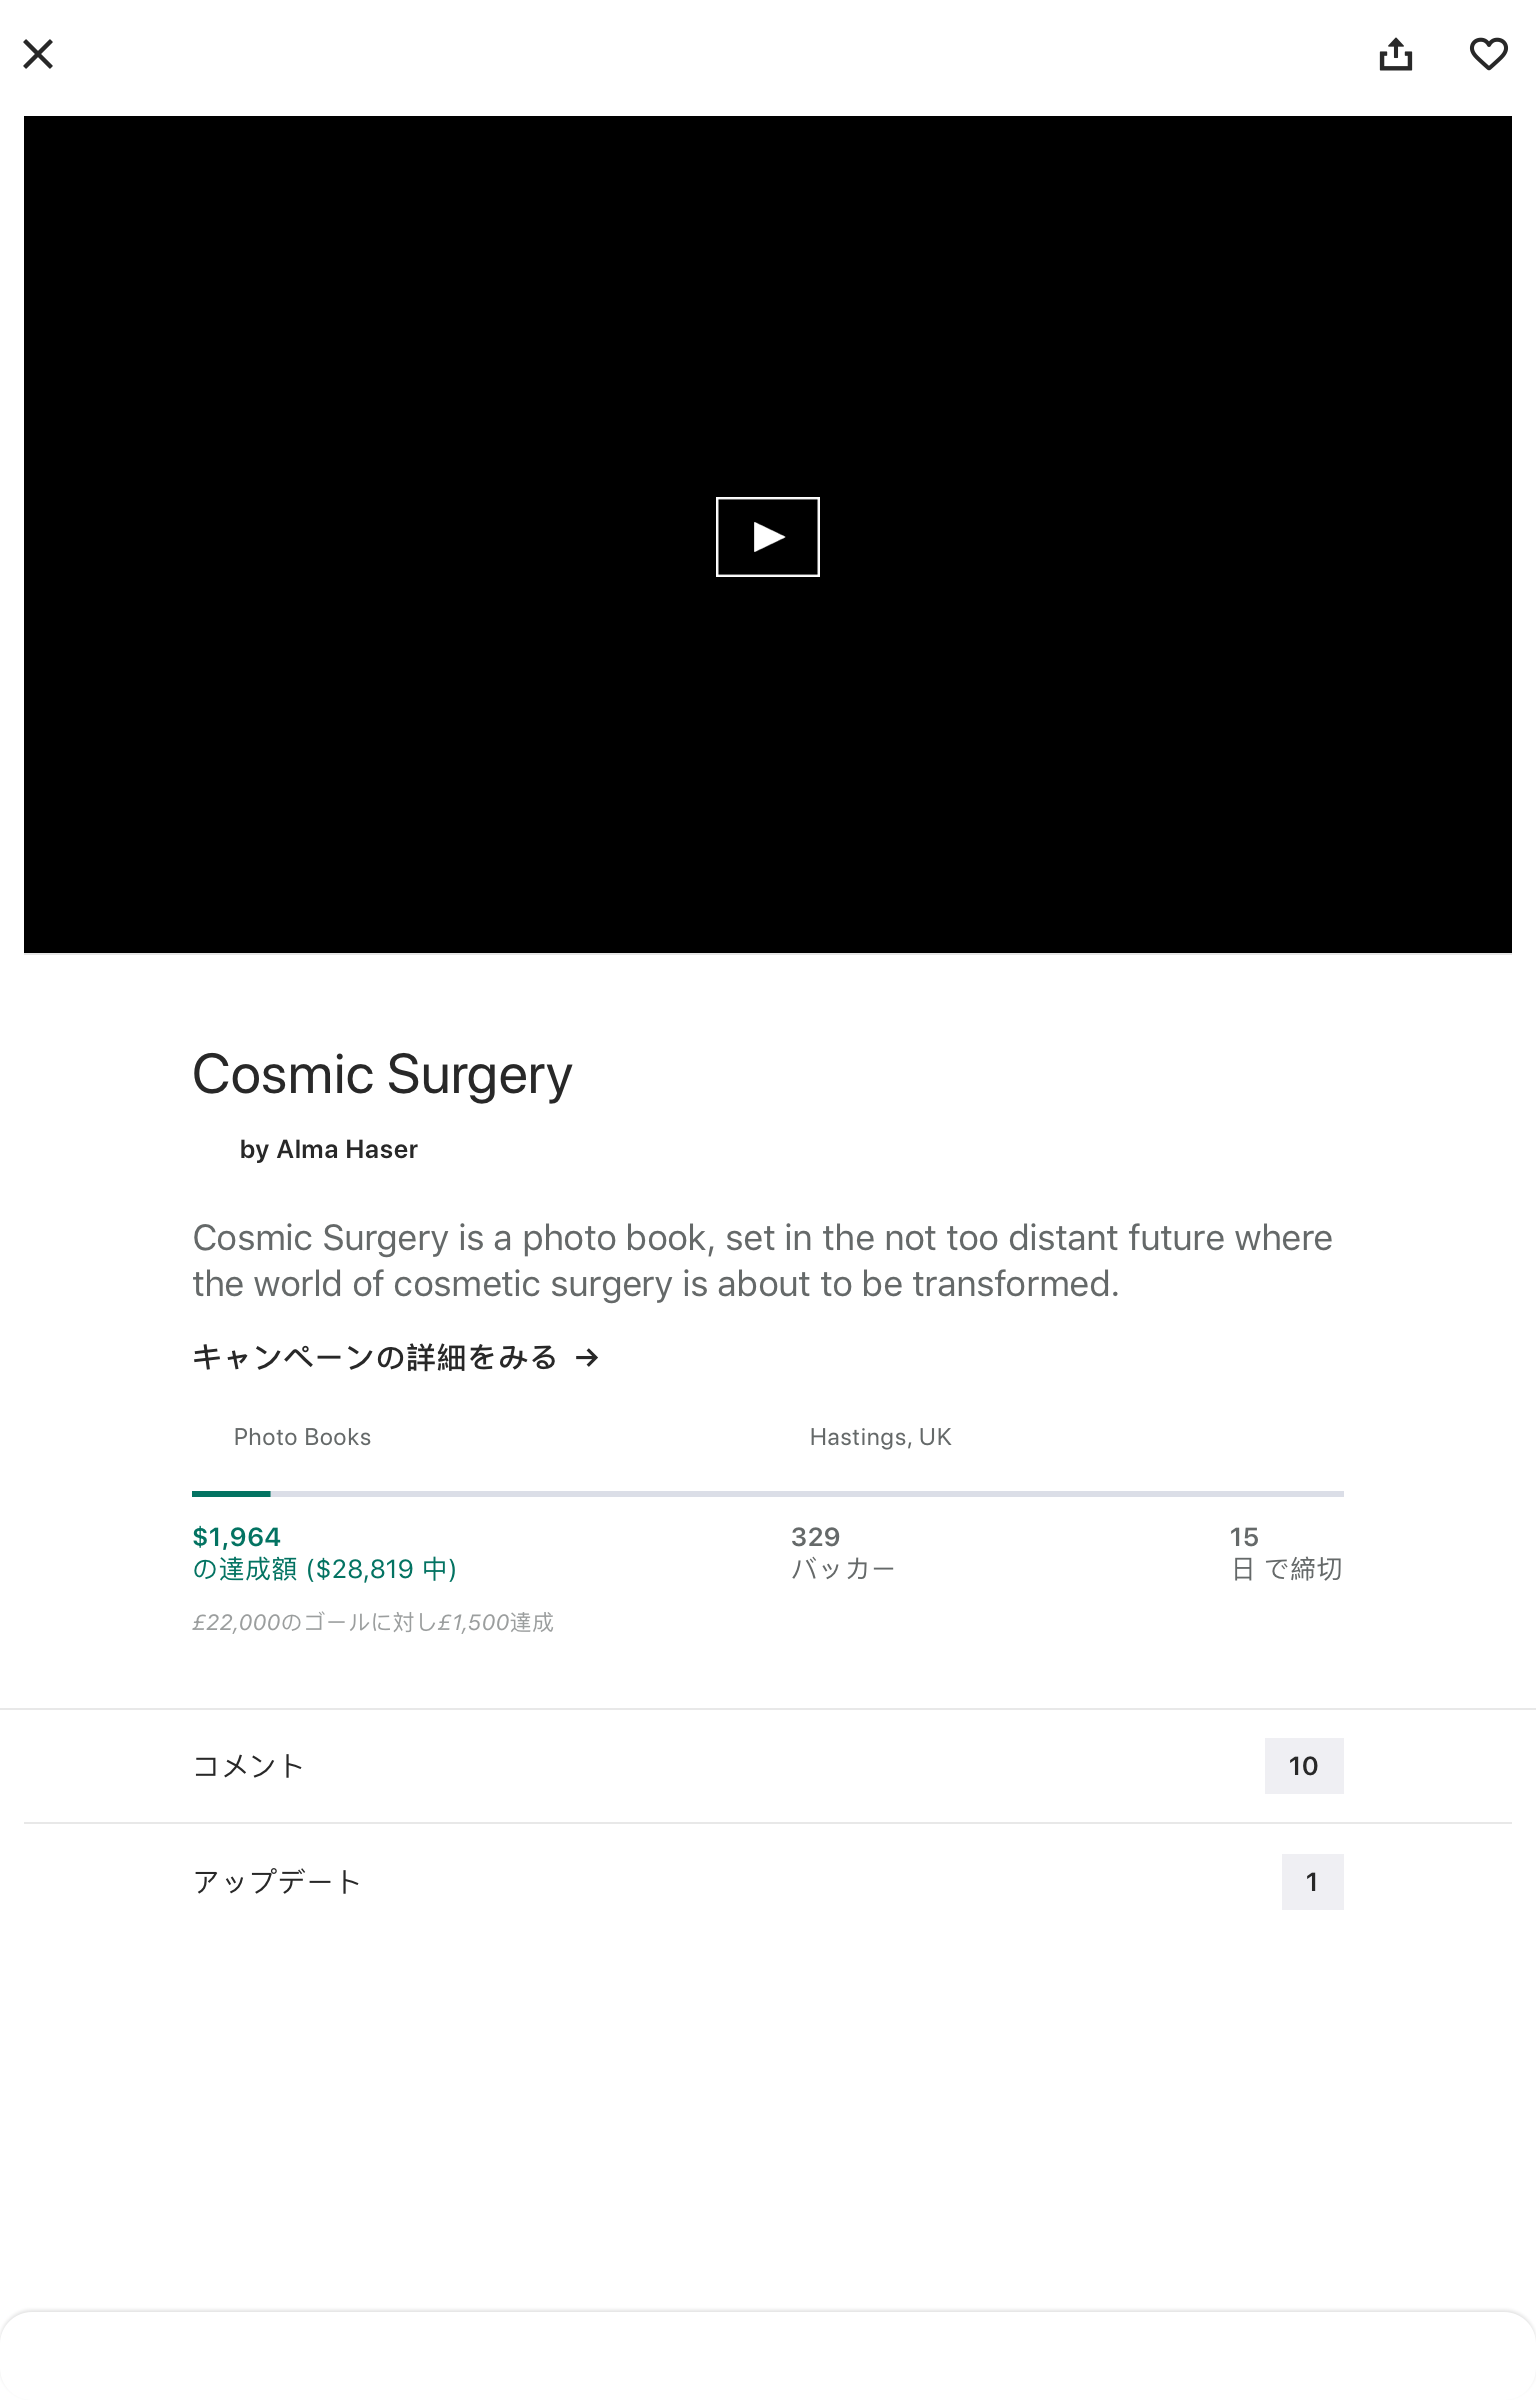 Cosmic Surgery
by Alma Haser
Cosmic Surgery is a photo book, set in the not too distant future where
the world of cosmetic surgery is about to be transformed.
キャンペーンの詳細をみる →
Photo Books
Hastings, UK
$1,964
の達成額 ($28,819 中)
329
バッカー
15
日 で締切
£22,000のゴールに対し£1,500達成
コメント
10
アップデート
1